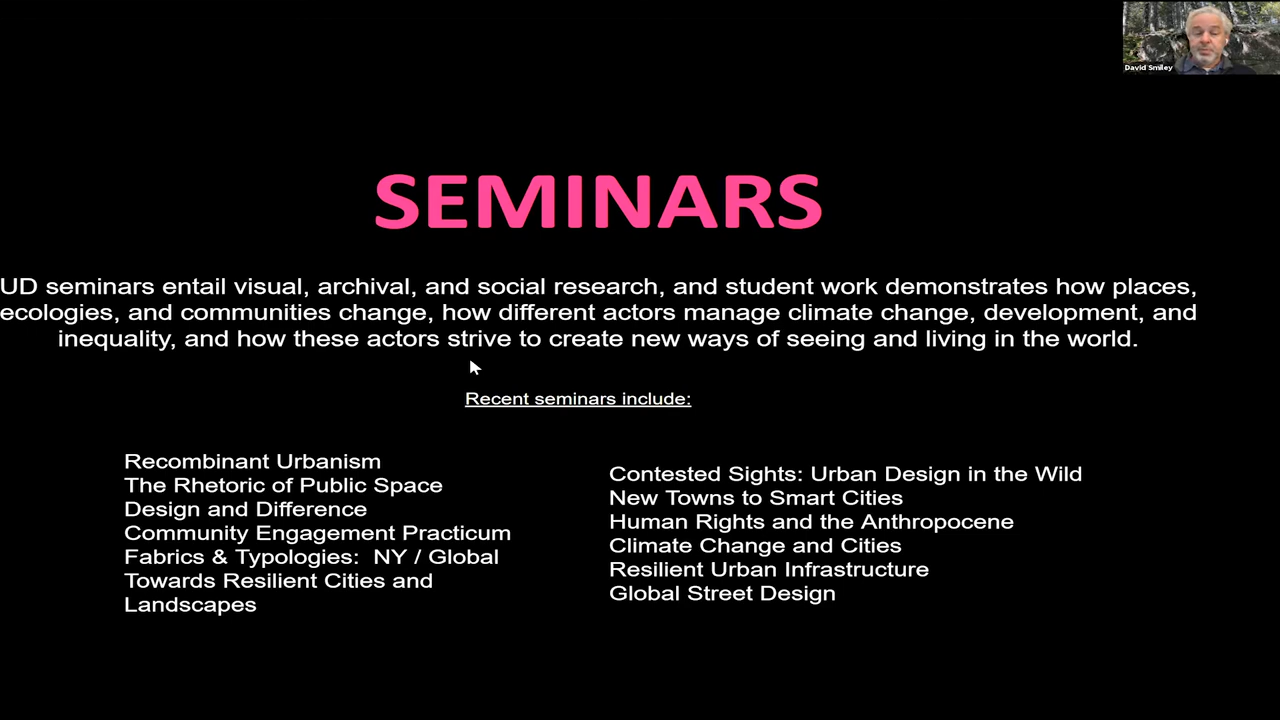 David Smiley
SEMINARS
UD seminars entail visual, archival, and social research, and student work demonstrates how places,
ecologies, and communities change, how different actors manage climate change, development, and
inequality, and how these actors strive to create new ways of seeing and living in the world.
Recent seminars include:
Recombinant Urbanism
The Rhetoric of Public Space
Design and Difference
Community Engagement Practicum
Fabrics & Typologies:  NY / Global
Towards Resilient Cities and
Landscapes
Contested Sights: Urban Design in the Wild
New Towns to Smart Cities
Human Rights and the Anthropocene
Climate Change and Cities
Resilient Urban Infrastructure
Global Street Design